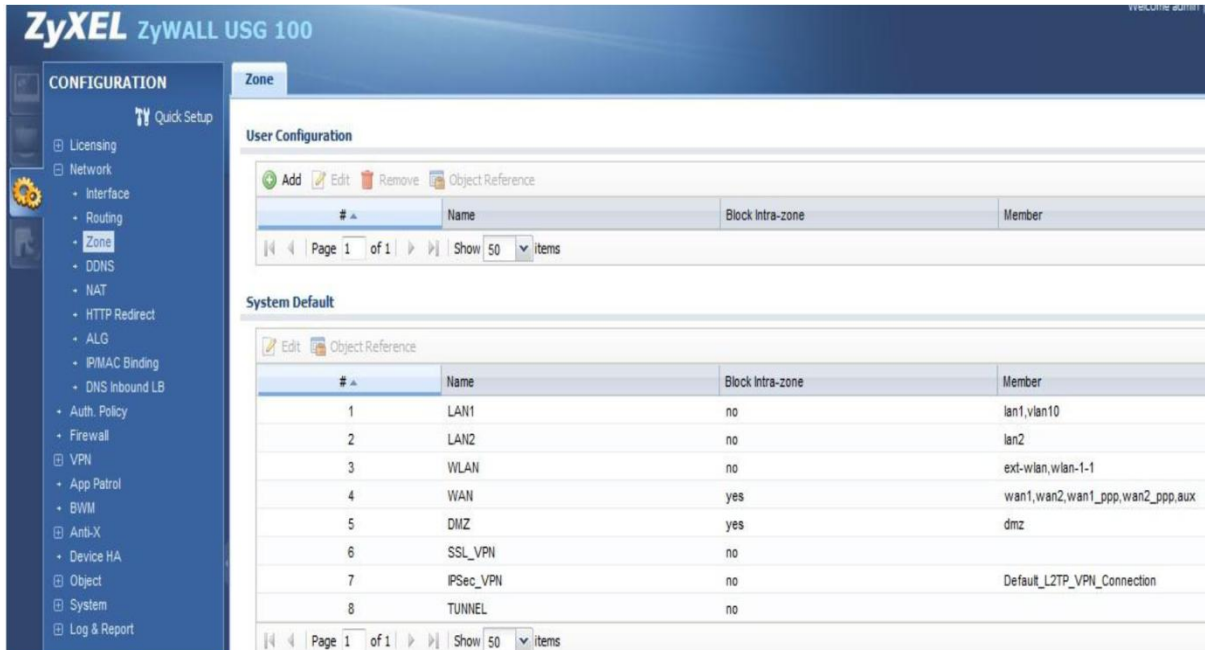 Welcome admin
ZyXEL ZyWALL USG 100
CONFIGURATION
Quick Setup
Licensing
Network
Interface
Routing
Zone
DDNS
NAT
HTTP Redirect
ALG
IP/MAC Binding
DNS Inbound LB
Auth. Policy
Firewall
VPN
App Patrol
BWM
Anti-X
Device HA
Object
System
Log & Report
Zone
User Configuration
Add Edit Remove Object Reference
# Name Block Intra-zone Member
Page 1 of 1 Show 50 items
System Default
Edit Object Reference
# Name Block Intra-zone Member
1 LAN1 no lan1,vlan10
2 LAN2 no lan2
3 WLAN no ext-wlan,wlan-1-1
4 WAN yes wan1,wan2,wan1_ppp,wan2_ppp,aux
5 DMZ yes dmz
6 SSL_VPN no
7 IPSec_VPN no Default_L2TP_VPN_Connection
8 TUNNEL no
Page 1 of 1 Show 50 items